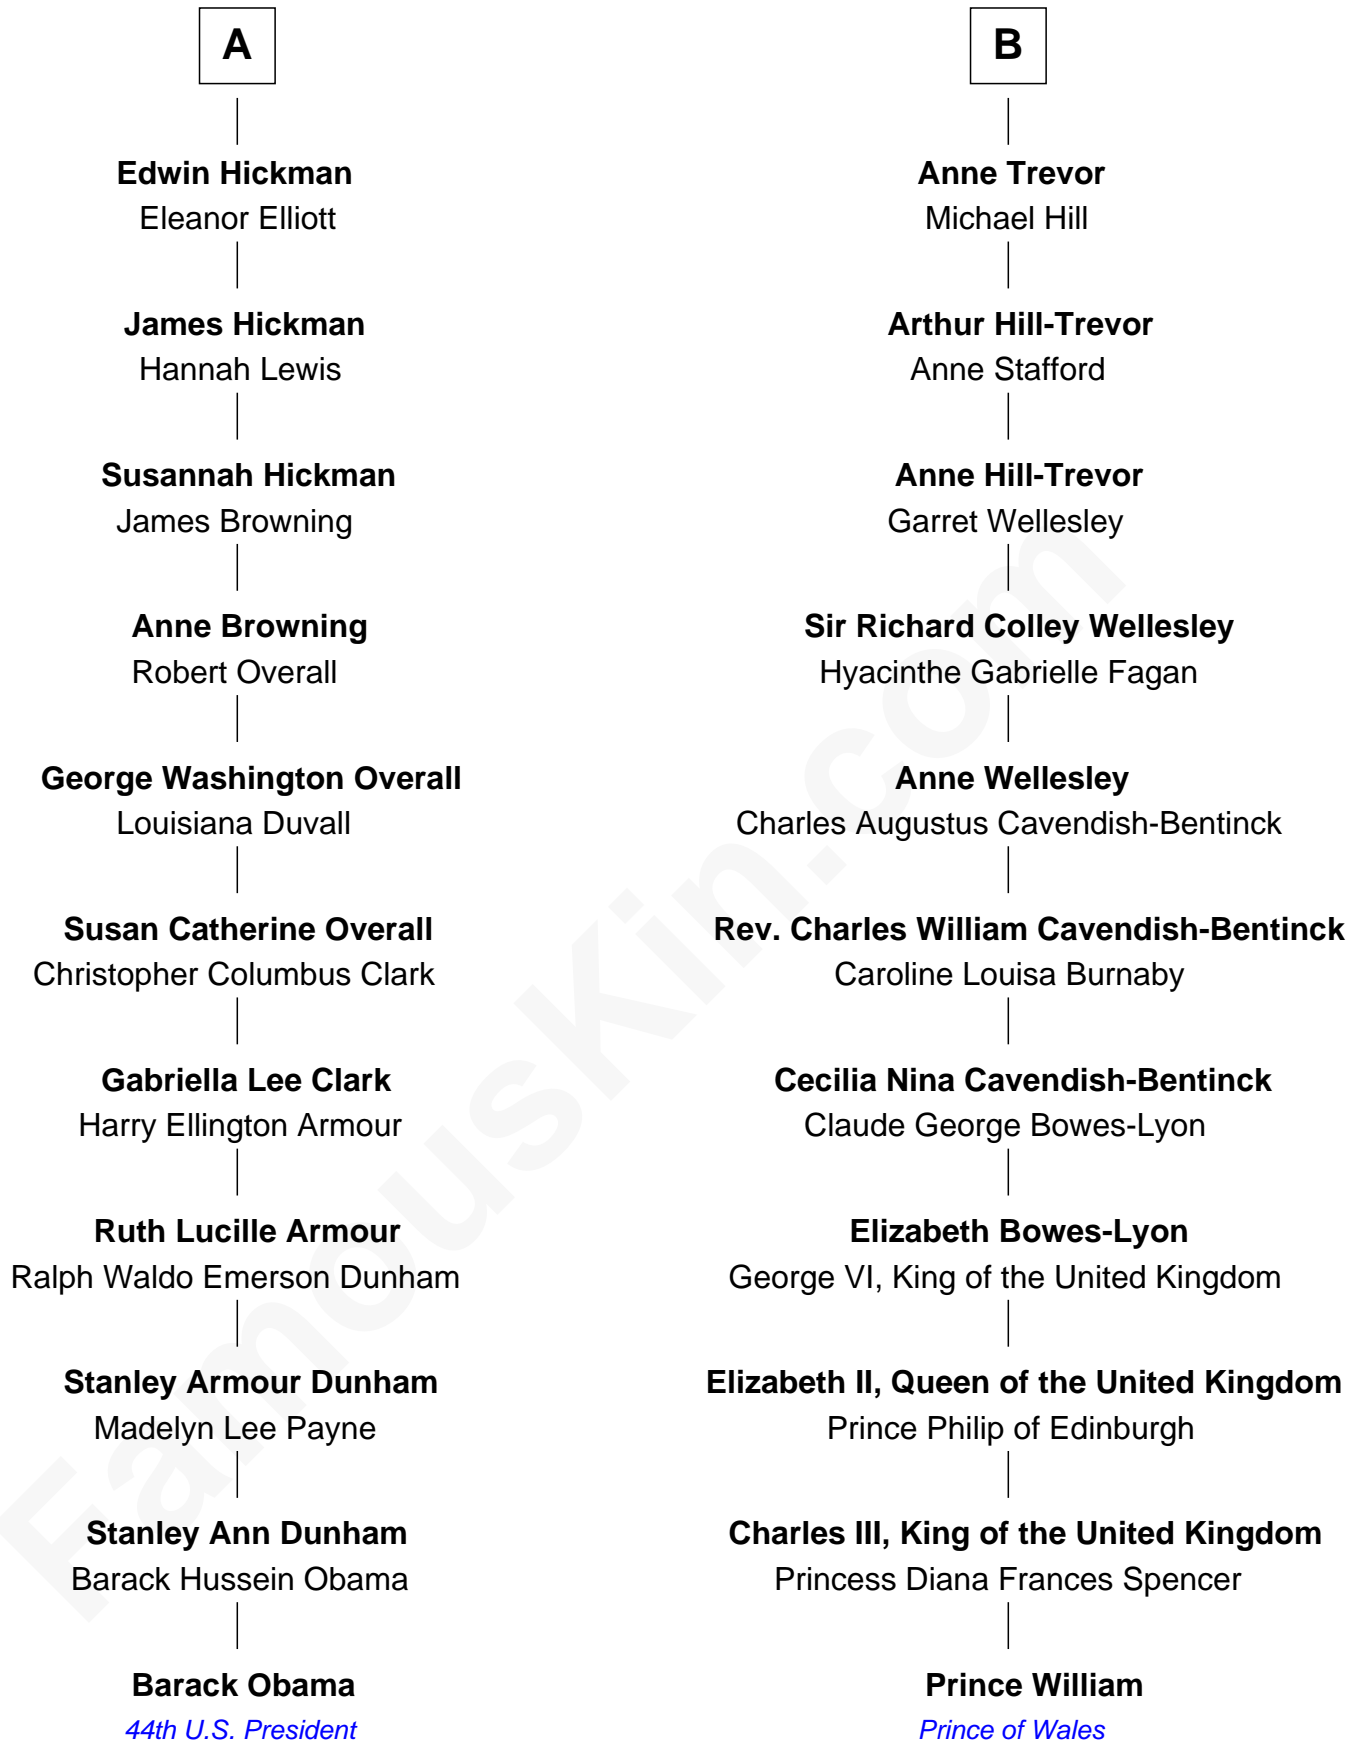 A
Edwin Hickman
Eleanor Elliott
James Hickman
Hannah Lewis
Susannah Hickman
James Browning
Anne Browning
Robert Overall
George Washington Overall
Louisiana Duvall
Susan Catherine Overall
Christopher Columbus Clark
Gabriella Lee Clark
Harry Ellington Armour
Ruth Lucille Armour
Ralph Waldo Emerson Dunham
Stanley Armour Dunham
Madelyn Lee Payne
Stanley Ann Dunham
Barack Hussein Obama
Barack Obama
44th U.S. President
B
Anne Trevor
Michael Hill
Arthur Hill-Trevor
Anne Stafford
Anne Hill-Trevor
Garret Wellesley
Sir Richard Colley Wellesley
Hyacinthe Gabrielle Fagan
Anne Wellesley
Charles Augustus Cavendish-Bentinck
Rev. Charles William Cavendish-Bentinck
Caroline Louisa Burnaby
Cecilia Nina Cavendish-Bentinck
Claude George Bowes-Lyon
Elizabeth Bowes-Lyon
George VI, King of the United Kingdom
Elizabeth II, Queen of the United Kingdom
Prince Philip of Edinburgh
Charles III, King of the United Kingdom
Princess Diana Frances Spencer
Prince William
Prince of Wales
FamousKin.com